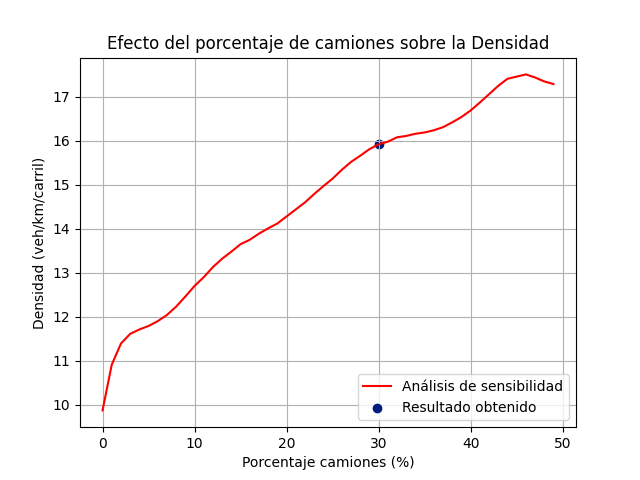 Efecto del porcentaje de camiones sobre la Densidad
Densidad (veh/km/carril)
17
16
15
14
13
12
11
10
Análisis de sensibilidad
Resultado obtenido
0 10 20 30 40 50
Porcentaje camiones (%)